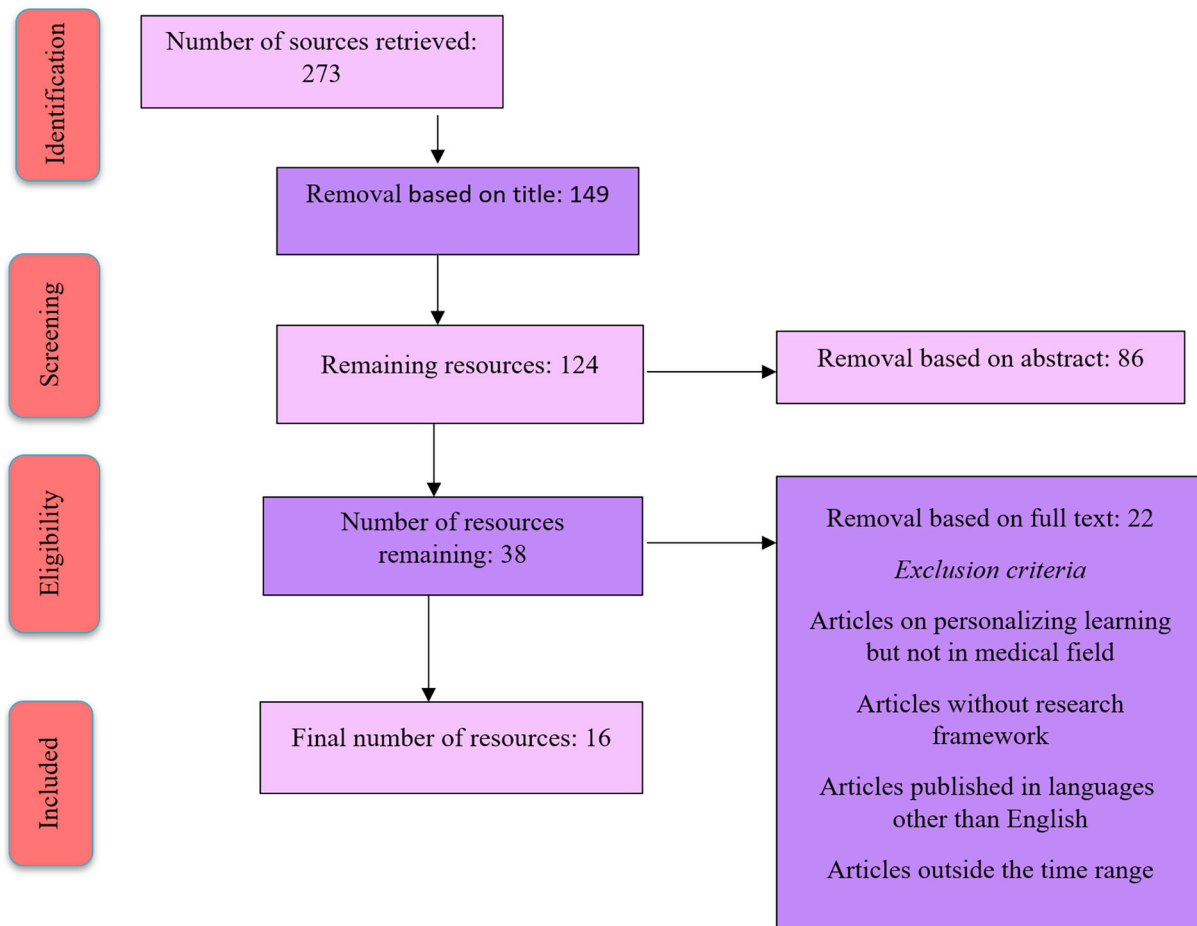 Identification
Number of sources retrieved:
273
Removal based on title: 149
Screening
Remaining resources: 124
Removal based on abstract: 86
Eligibility
Number of resources
remaining: 38
Removal based on full text: 22
Exclusion criteria
Articles on personalizing learning
but not in medical field
Articles without research
framework
Articles published in languages
other than English
Articles outside the time range
Included
Final number of resources: 16